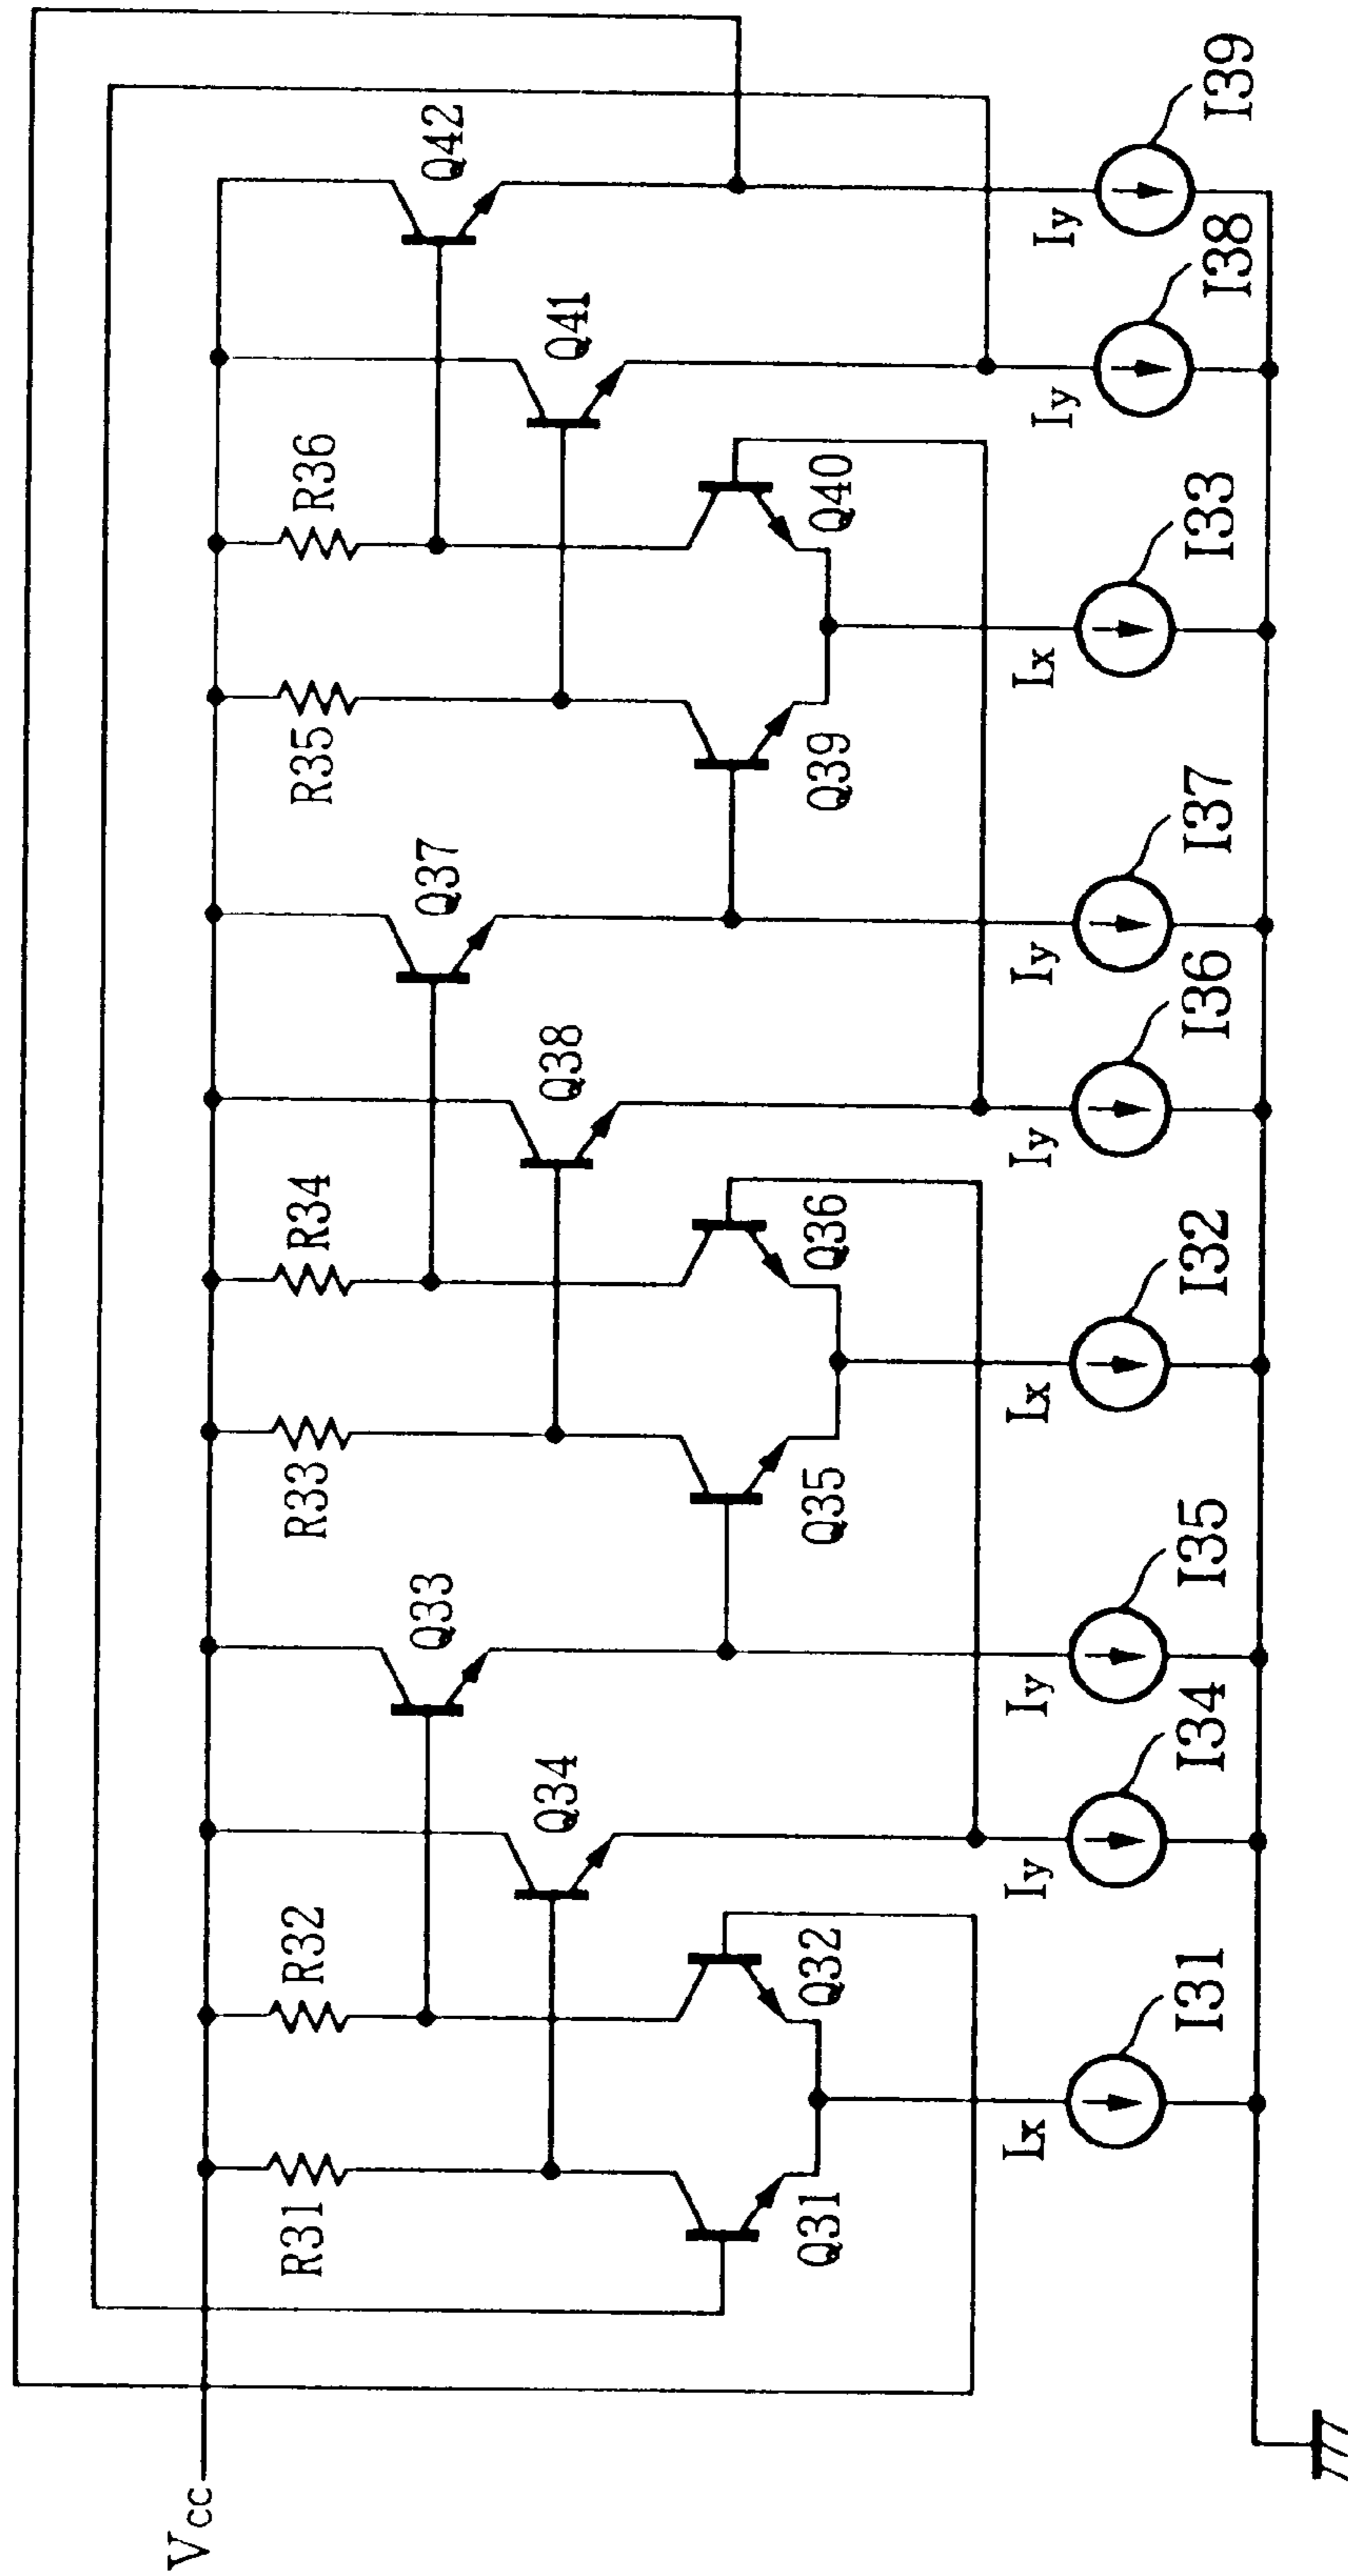 Vcc
R31
R32
R33
R34
R35
R36
Q33
Q37
Q42
Q34
Q38
Q41
Q31
Q32
Q35
Q36
Q39
Q40
Ix
Iy
Iy
Ix
Iy
Iy
Ix
Iy
Iy
I31
I34
I35
I32
I36
I37
I33
I38
I39